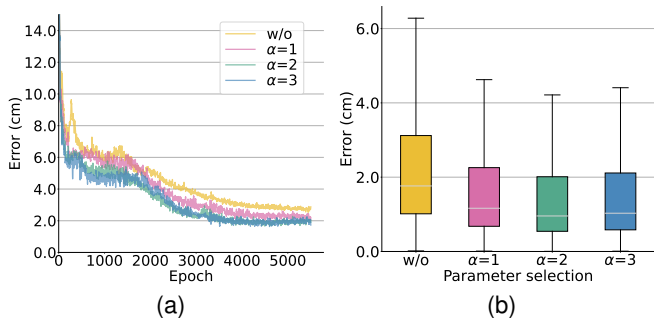 14.0
12.0
10.0
8.0
6.0
4.0
2.0
0.0
Error (cm)
w/o
α=1
α=2
α=3
0 1000 2000 3000 4000 5000
Epoch
(a)
6.0
4.0
2.0
0.0
Error (cm)
w/o α=1 α=2 α=3
Parameter selection
(b)